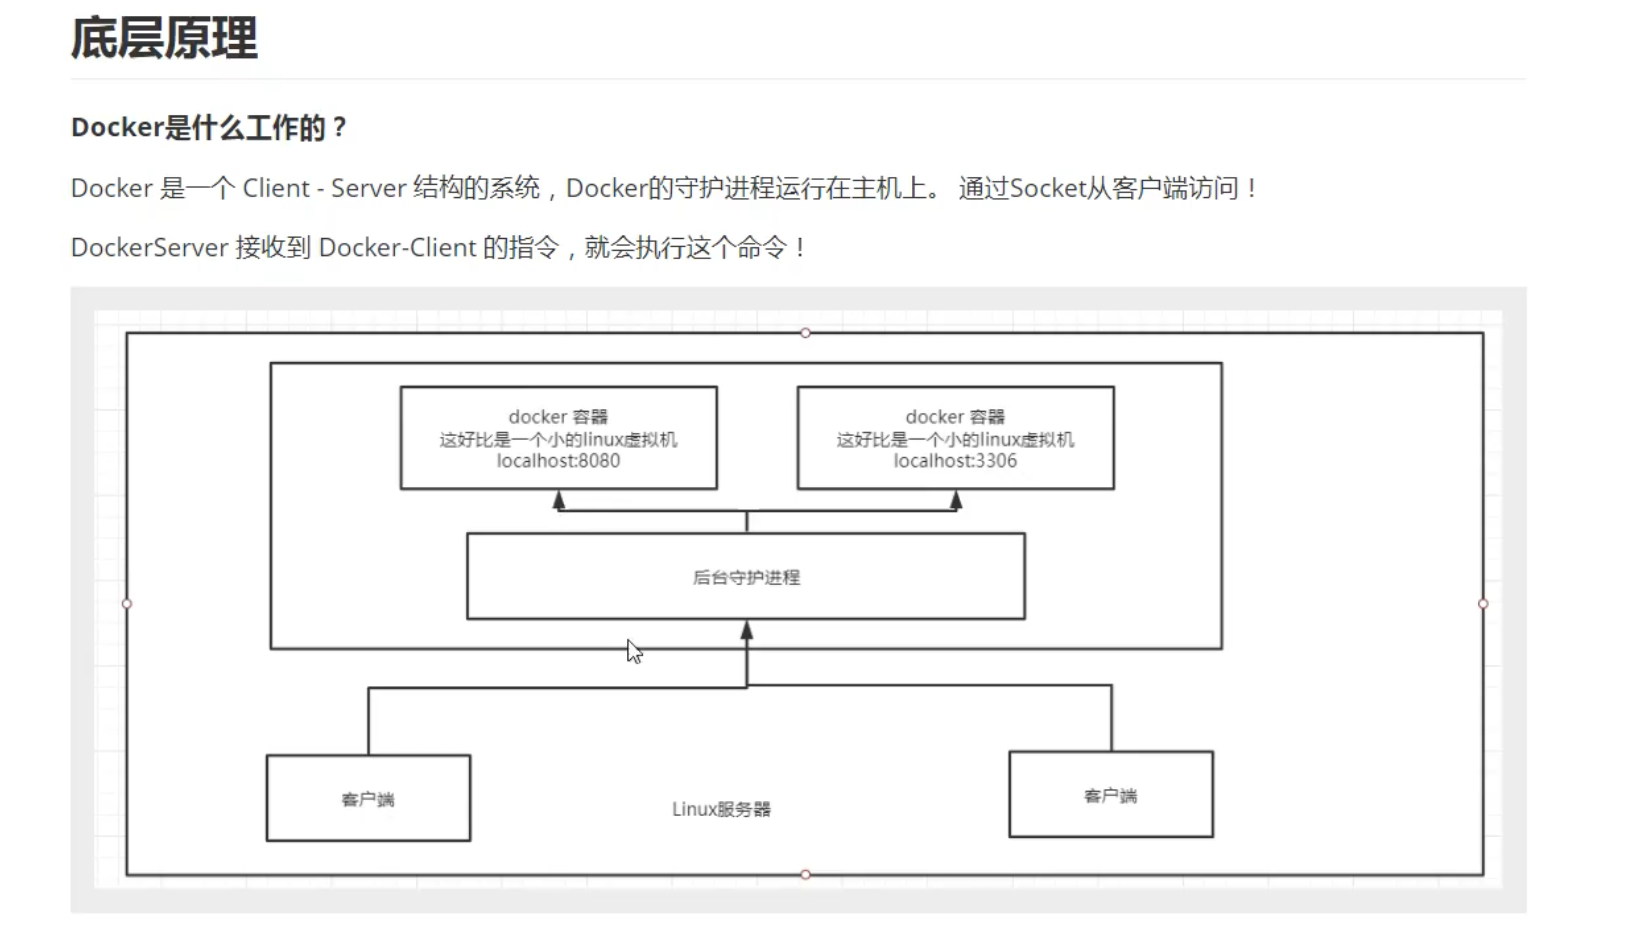 底层原理
Docker是什么工作的？
Docker 是一个 Client - Server 结构的系统，Docker的守护进程运行在主机上。 通过Socket从客户端访问！
DockerServer 接收到 Docker-Client 的指令，就会执行这个命令！
docker 容器
这好比是一个小的linux虚拟机
localhost:8080
docker 容器
这好比是一个小的linux虚拟机
localhost:3306
后台守护进程
客户端
Linux服务器
客户端